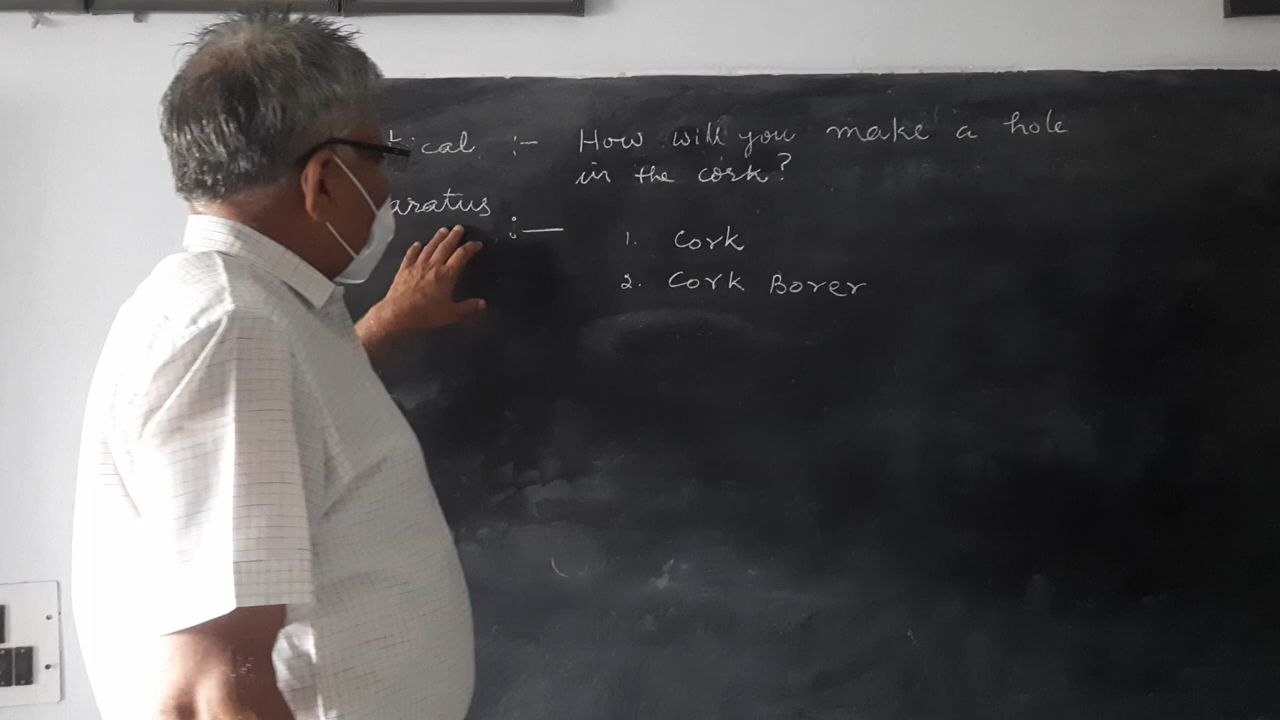 tical :- How will you make a hole
in the cork?
aratus :-
1. Cork
2. Cork Borer